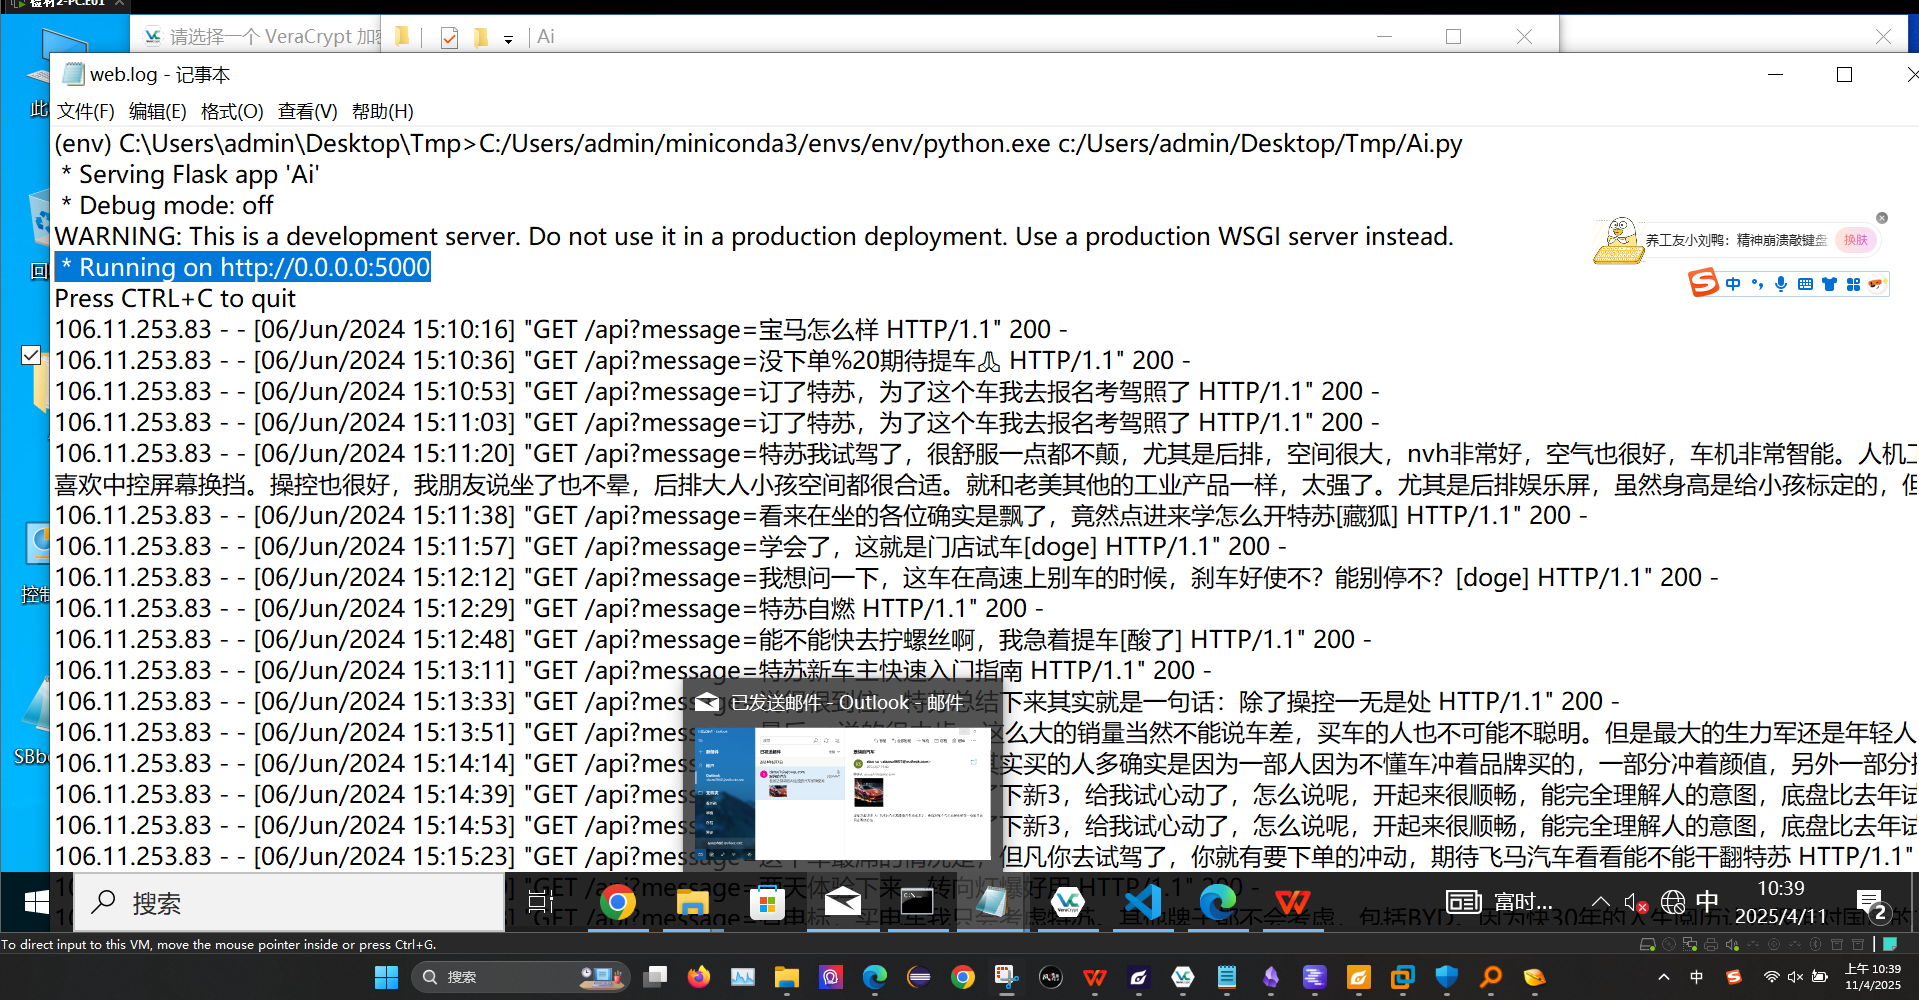 检材2-PC.E01
请选择一个 VeraCrypt 加密
Ai
web.log - 记事本
文件(F) 编辑(E) 格式(O) 查看(V) 帮助(H)
(env) C:\Users\admin\Desktop\Tmp>C:/Users/admin/miniconda3/envs/env/python.exe c:/Users/admin/Desktop/Tmp/Ai.py
* Serving Flask app 'Ai'
* Debug mode: off
WARNING: This is a development server. Do not use it in a production deployment. Use a production WSGI server instead.
* Running on http://0.0.0.0:5000
Press CTRL+C to quit
106.11.253.83 - - [06/Jun/2024 15:10:16] "GET /api?message=宝马怎么样 HTTP/1.1" 200 -
106.11.253.83 - - [06/Jun/2024 15:10:36] "GET /api?message=没下单%20期待提车🙏 HTTP/1.1" 200 -
106.11.253.83 - - [06/Jun/2024 15:10:53] "GET /api?message=订了特苏，为了这个车我去报名考驾照了 HTTP/1.1" 200 -
106.11.253.83 - - [06/Jun/2024 15:11:03] "GET /api?message=订了特苏，为了这个车我去报名考驾照了 HTTP/1.1" 200 -
106.11.253.83 - - [06/Jun/2024 15:11:20] "GET /api?message=特苏我试驾了，很舒服一点都不颠，尤其是后排，空间很大，nvh非常好，空气也很好，车机非常智能。人机工
喜欢中控屏幕换挡。操控也很好，我朋友说坐了也不晕，后排大人小孩空间都很合适。就和老美其他的工业产品一样，太强了。尤其是后排娱乐屏，虽然身高是给小孩标定的，但
106.11.253.83 - - [06/Jun/2024 15:11:38] "GET /api?message=看来在坐的各位确实是飘了，竟然点进来学怎么开特苏[藏狐] HTTP/1.1" 200 -
106.11.253.83 - - [06/Jun/2024 15:11:57] "GET /api?message=学会了，这就是门店试车[doge] HTTP/1.1" 200 -
106.11.253.83 - - [06/Jun/2024 15:12:12] "GET /api?message=我想问一下，这车在高速上别车的时候，刹车好使不？能别停不？[doge] HTTP/1.1" 200 -
106.11.253.83 - - [06/Jun/2024 15:12:29] "GET /api?message=特苏自燃 HTTP/1.1" 200 -
106.11.253.83 - - [06/Jun/2024 15:12:48] "GET /api?message=能不能快去拧螺丝啊，我急着提车[酸了] HTTP/1.1" 200 -
106.11.253.83 - - [06/Jun/2024 15:13:11] "GET /api?message=特苏新车主快速入门指南 HTTP/1.1" 200 -
106.11.253.83 - - [06/Jun/2024 15:13:33] "GET /api?mess 下来其实就是一句话：除了操控一无是处 HTTP/1.1" 200 -
106.11.253.83 - - [06/Jun/2024 15:13:51] "GET /api?mess 么大的销量当然不能说车差，买车的人也不可能不聪明。但是最大的生力军还是年轻人
106.11.253.83 - - [06/Jun/2024 15:14:14] "GET /api?mess 实买的人多确实是因为一部人因为不懂车冲着品牌买的，一部分冲着颜值，另外一部分
106.11.253.83 - - [06/Jun/2024 15:14:39] "GET /api?mess 下新3，给我试心动了，怎么说呢，开起来很顺畅，能完全理解人的意图，底盘比去年试
106.11.253.83 - - [06/Jun/2024 15:14:53] "GET /api?mess 下新3，给我试心动了，怎么说呢，开起来很顺畅，能完全理解人的意图，底盘比去年试
106.11.253.83 - - [06/Jun/2024 15:15:23] "GET /api?mess 但凡你去试驾了，你就有要下单的冲动，期待飞马汽车看看能不能干翻特苏 HTTP/1.1"
已发送邮件 - Outlook - 邮件
养工友小刘鸭：精神崩溃敲键盘
换肤
中
此
回
控制
SBbo
搜索
富时...
中
10:39
2025/4/11
2
To direct input to this VM, move the mouse pointer inside or press Ctrl+G.
搜索
中
上午 10:39
11/4/2025